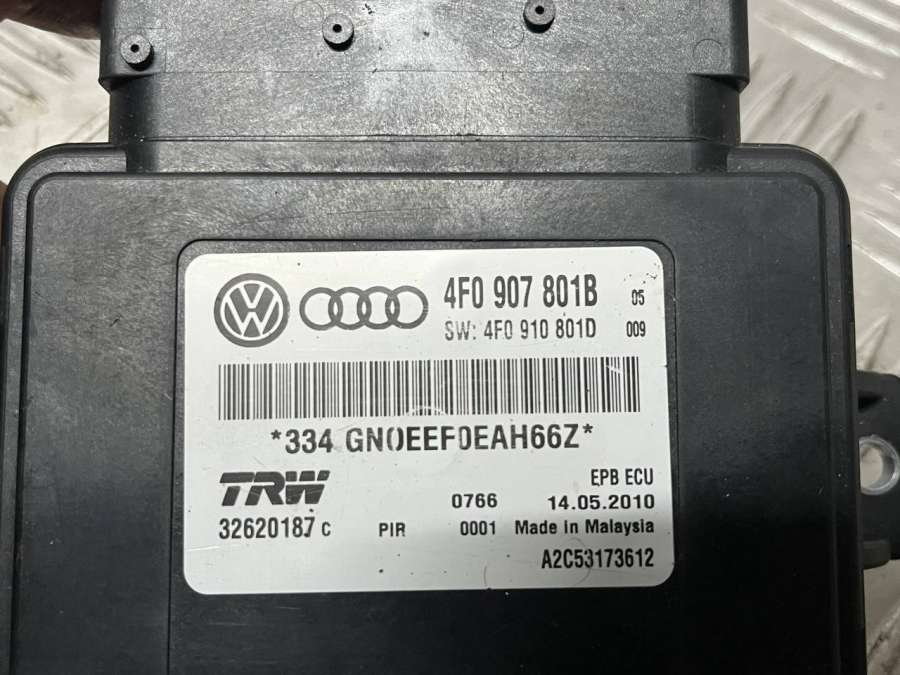 4F0 907 801B 05
SW: 4F0 910 801D 009
*334 GN0EEF0EAH66Z*
TRW EPB ECU
0766 14.05.2010
32620187 C PIR 0001 Made in Malaysia
A2C53173612